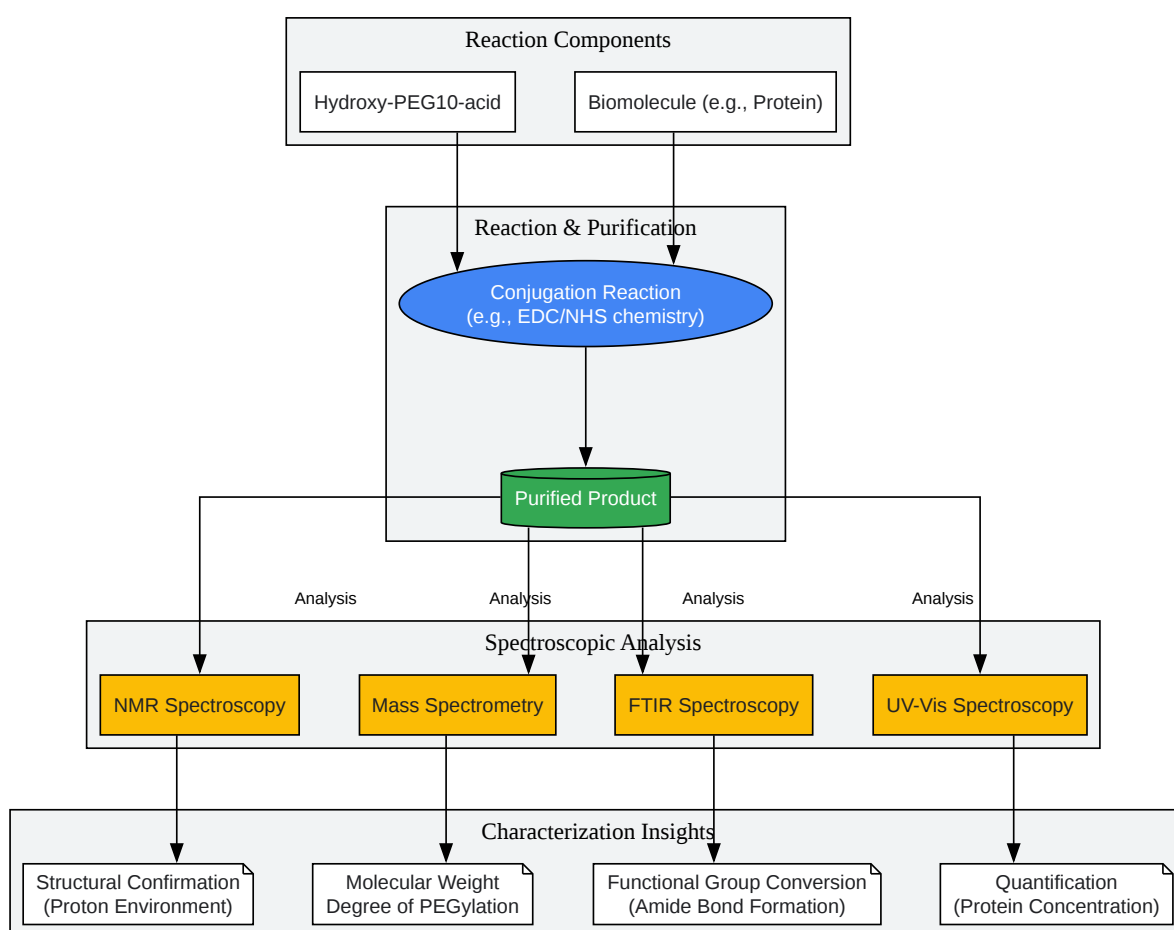 Reaction Components
Hydroxy-PEG10-acid
Biomolecule (e.g., Protein)
Reaction & Purification
Conjugation Reaction
(e.g., EDC/NHS chemistry)
Purified Product
Analysis
Analysis
Analysis
Analysis
Spectroscopic Analysis
NMR Spectroscopy
Mass Spectrometry
FTIR Spectroscopy
UV-Vis Spectroscopy
Characterization Insights
Structural Confirmation
(Proton Environment)
Molecular Weight
Degree of PEGylation
Functional Group Conversion
(Amide Bond Formation)
Quantification
(Protein Concentration)